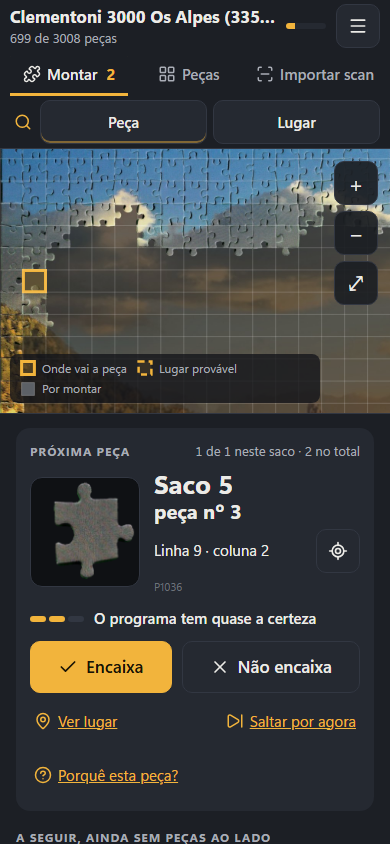 Clementoni 3000 Os Alpes (335...
699 de 3008 peças
Montar 2
Peças
Importar scan
Peça
Lugar
+
−
Onde vai a peça
Lugar provável
Por montar
PRÓXIMA PEÇA
1 de 1 neste saco · 2 no total
Saco 5
peça nº 3
Linha 9 · coluna 2
P1036
O programa tem quase a certeza
Encaixa
Não encaixa
Ver lugar
Saltar por agora
Porquê esta peça?
A SEGUIR, AINDA SEM PEÇAS AO LADO